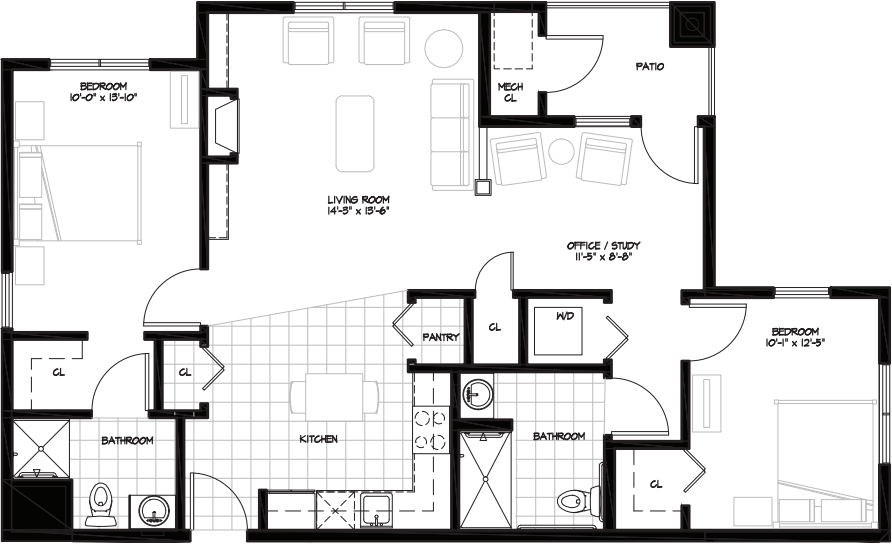 BEDROOM
10'-0" x 13'-10"
MECH
CL
PATIO
LIVING ROOM
14'-3" x 13'-6"
OFFICE / STUDY
11'-5" x 8'-8"
CL
W/D
PANTRY
BEDROOM
10'-1" x 12'-5"
CL
CL
BATHROOM
KITCHEN
BATHROOM
CL